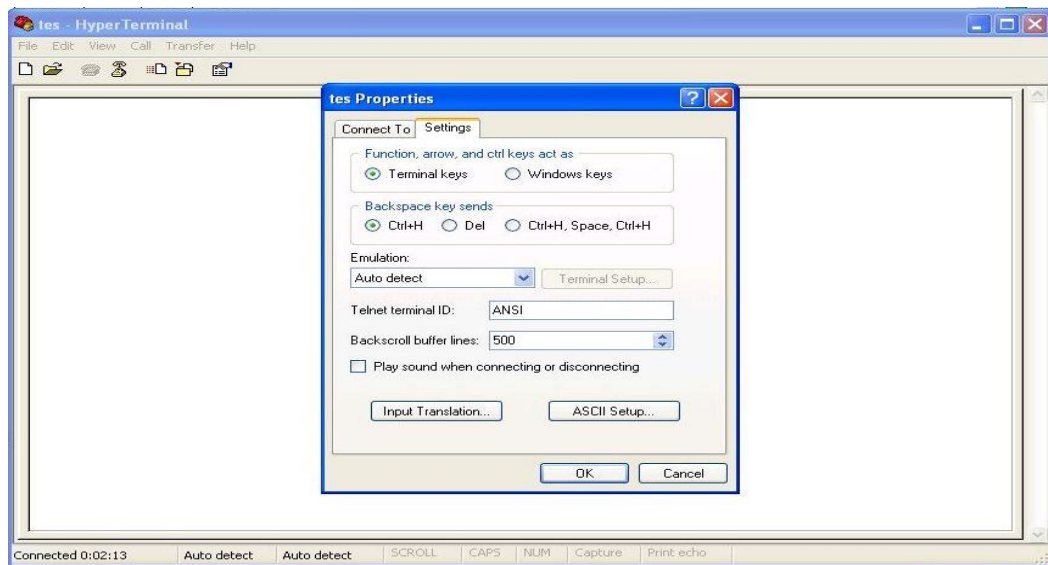 tes - HyperTerminal
File Edit View Call Transfer Help
tes Properties
Connect To Settings
Function, arrow, and ctrl keys act as
Terminal keys Windows keys
Backspace key sends
Ctrl+H Del Ctrl+H, Space, Ctrl+H
Emulation:
Auto detect Terminal Setup...
Telnet terminal ID: ANSI
Backscroll buffer lines: 500
Play sound when connecting or disconnecting
Input Translation... ASCII Setup...
OK Cancel
Connected 0:02:13 Auto detect Auto detect SCROLL CAPS NUM Capture Print echo